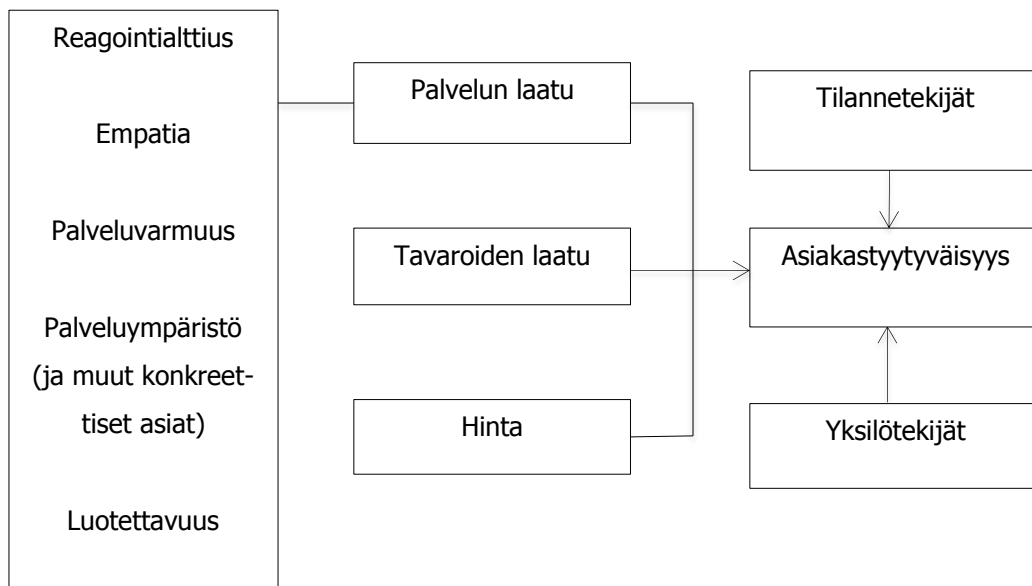 Reagointialttius
Empatia
Palveluvarmuus
Palveluympäristö
(ja muut konkreet-
tiset asiat)
Luotettavuus
Palvelun laatu
Tavaroiden laatu
Hinta
Tilannetekijät
Asiakastyytyväisyys
Yksilötekijät